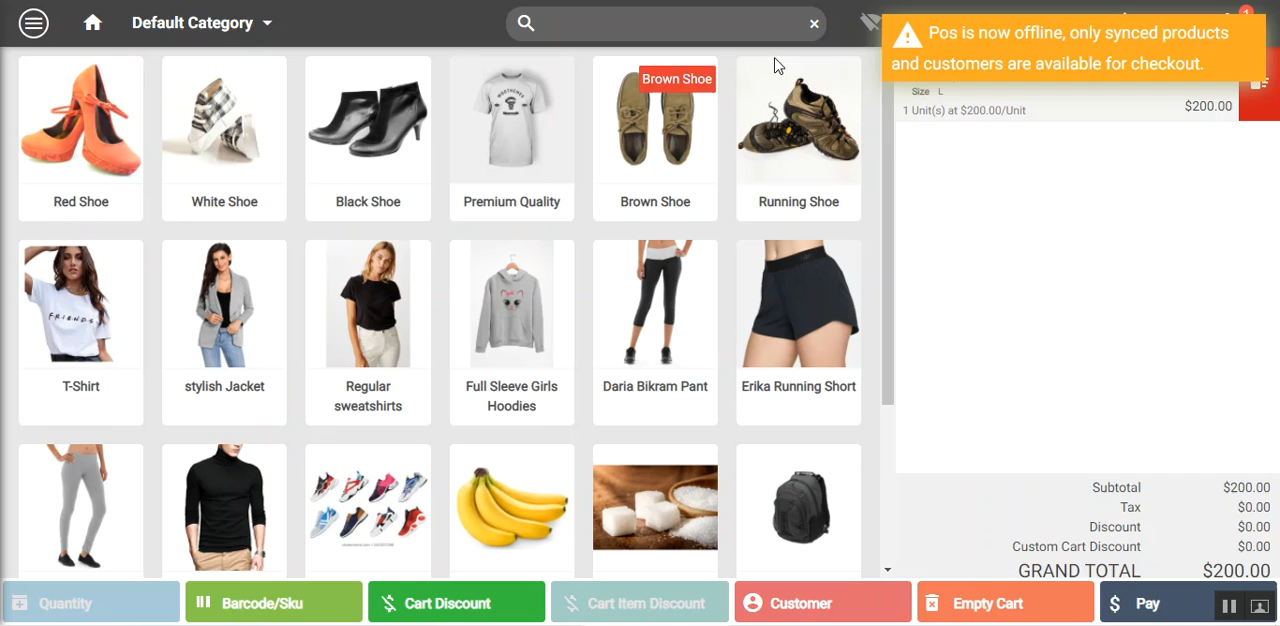 Default Category
1
Pos is now offline, only synced products
and customers are available for checkout.
Size L
1 Unit(s) at $200.00/Unit
$200.00
Brown Shoe
Red Shoe
White Shoe
Black Shoe
Premium Quality
Brown Shoe
Running Shoe
FRIENDS
T-Shirt
stylish Jacket
Regular
sweatshirts
Full Sleeve Girls
Hoodies
Daria Bikram Pant
Erika Running Short
Subtotal $200.00
Tax $0.00
Discount $0.00
Custom Cart Discount $0.00
GRAND TOTAL $200.00
Quantity
Barcode/Sku
Cart Discount
Cart Item Discount
Customer
Empty Cart
$ Pay